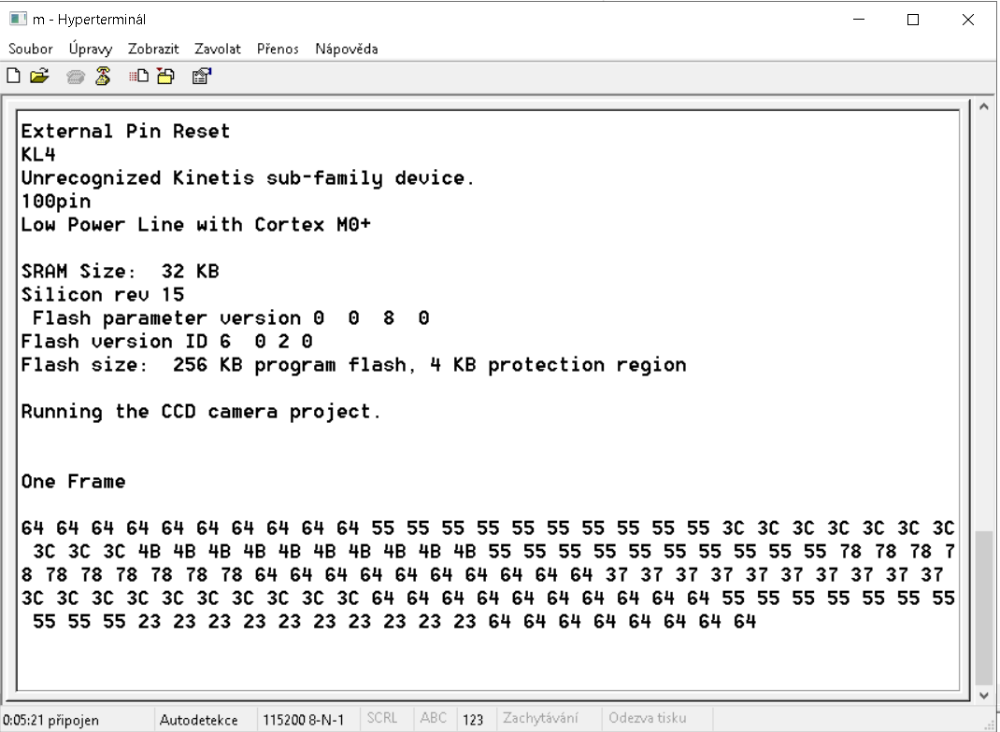 m - Hyperterminál
Soubor Úpravy Zobrazit Zavolat Přenos Nápověda
External Pin Reset
KL4
Unrecognized Kinetis sub-family device.
100pin
Low Power Line with Cortex M0+
SRAM Size:  32 KB
Silicon rev 15
 Flash parameter version 0  0  8  0
Flash version ID 6  0 2 0
Flash size:  256 KB program flash, 4 KB protection region
Running the CCD camera project.
One Frame
64 64 64 64 64 64 64 64 64 64 55 55 55 55 55 55 55 55 55 55 3C 3C 3C 3C 3C 3C 3C
 3C 3C 3C 4B 4B 4B 4B 4B 4B 4B 4B 4B 4B 55 55 55 55 55 55 55 55 55 55 78 78 78 7
8 78 78 78 78 78 78 64 64 64 64 64 64 64 64 64 64 37 37 37 37 37 37 37 37 37 37
3C 3C 3C 3C 3C 3C 3C 3C 3C 3C 64 64 64 64 64 64 64 64 64 64 55 55 55 55 55 55 55
 55 55 55 23 23 23 23 23 23 23 23 23 23 64 64 64 64 64 64 64 64
0:05:21 připojen Autodetekce 115200 8-N-1 SCRL ABC 123 Zachytávání Odezva tisku